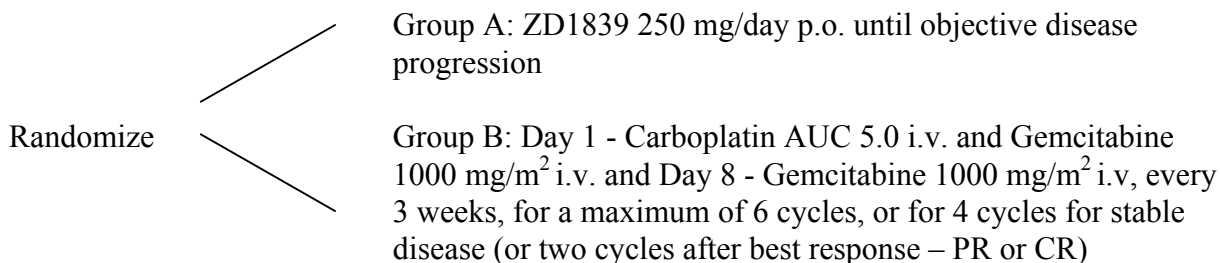 Group A: ZD1839 250 mg/day p.o. until objective disease
progression
Randomize
Group B: Day 1 - Carboplatin AUC 5.0 i.v. and Gemcitabine
1000 mg/m² i.v. and Day 8 - Gemcitabine 1000 mg/m² i.v, every
3 weeks, for a maximum of 6 cycles, or for 4 cycles for stable
disease (or two cycles after best response – PR or CR)